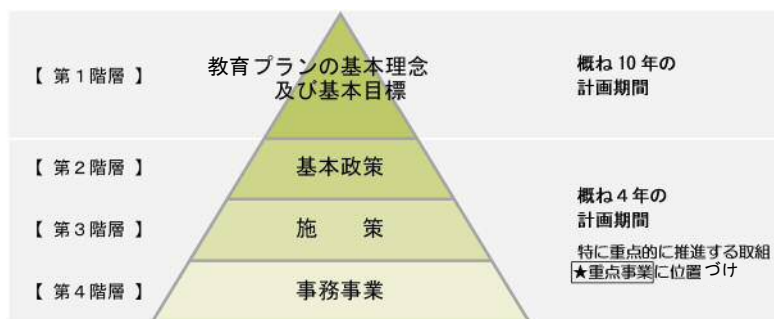 【 第１階層 】
教育プランの基本理念
及び基本目標
概ね 10 年の
計画期間
【 第２階層 】
基本政策
【 第３階層 】
施　　策
概ね４年の
計画期間
特に重点的に推進する取組
★重点事業に位置づけ
【 第４階層 】
事務事業